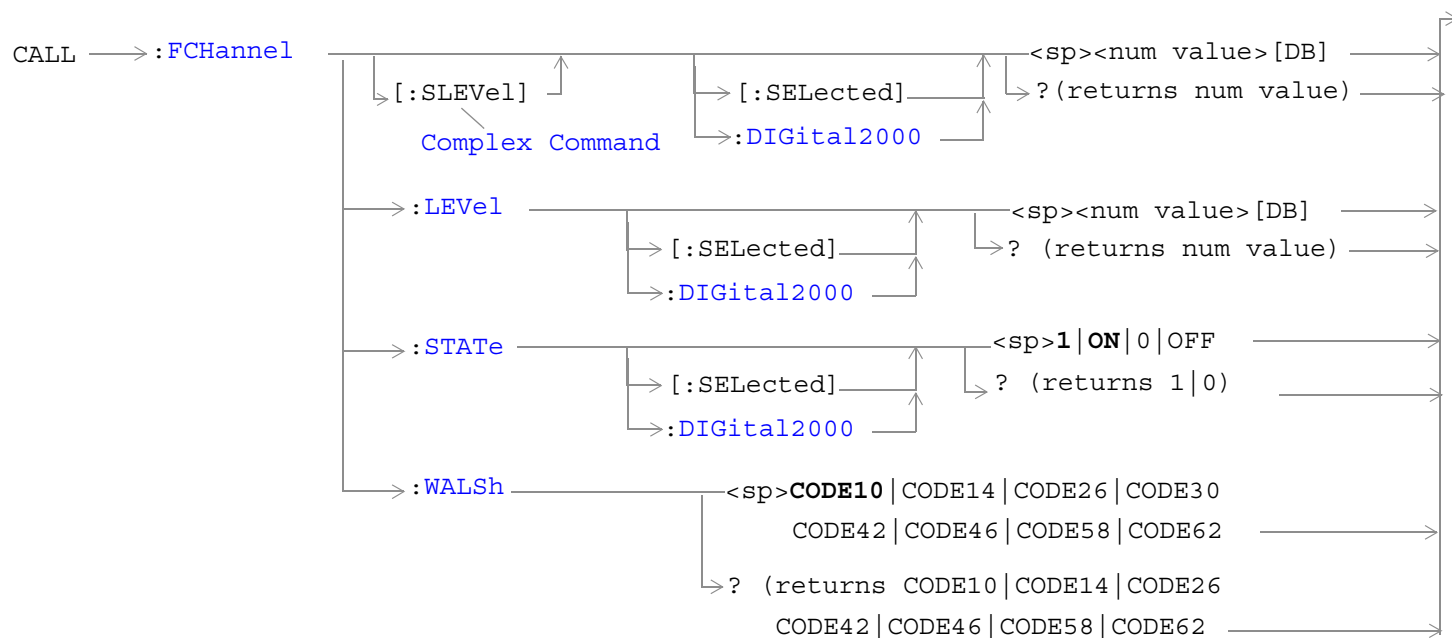 CALL :FCHannel <sp><num value>[DB]
[:SLEVel] [:SELected] ?(returns num value)
Complex Command :DIGital2000
:LEVel <sp><num value>[DB]
[:SELected] ? (returns num value)
:DIGital2000
:STATe <sp>1|ON|0|OFF
[:SELected] ? (returns 1|0)
:DIGital2000
:WALSh <sp>CODE10|CODE14|CODE26|CODE30
CODE42|CODE46|CODE58|CODE62
? (returns CODE10|CODE14|CODE26
CODE42|CODE46|CODE58|CODE62